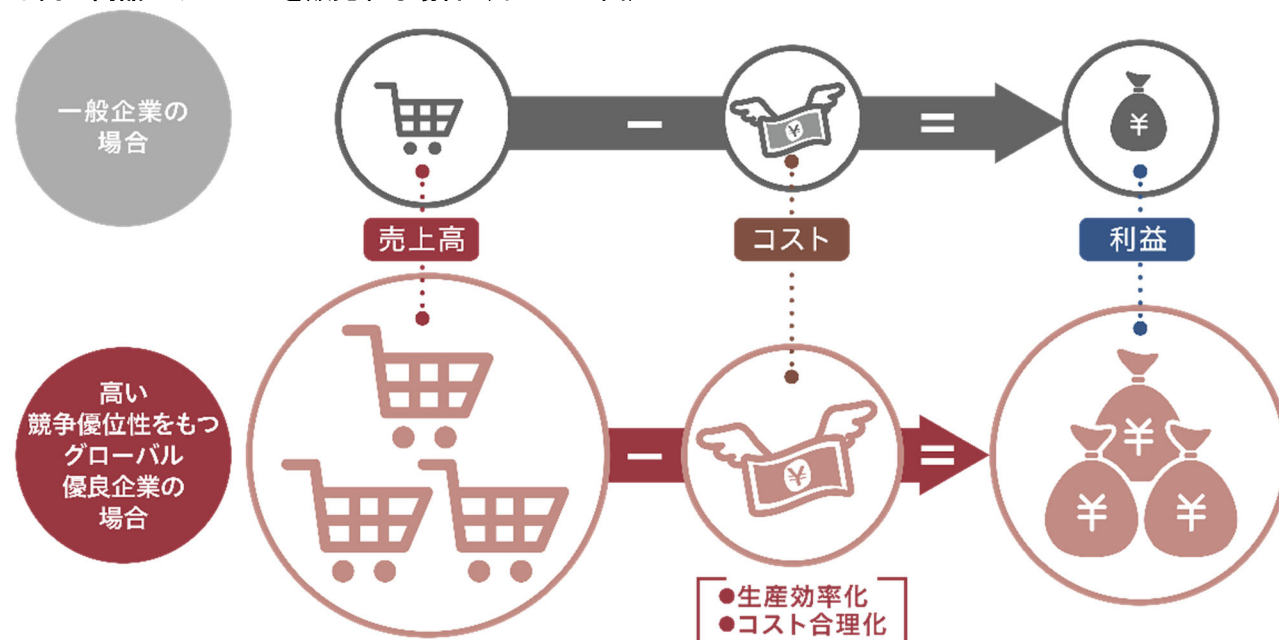 一般企業の
場合
−
=
¥
¥
売上高
コスト
利益
高い
競争優位性をもつ
グローバル
優良企業の
場合
−
¥
=
¥
¥
¥
●生産効率化
●コスト合理化